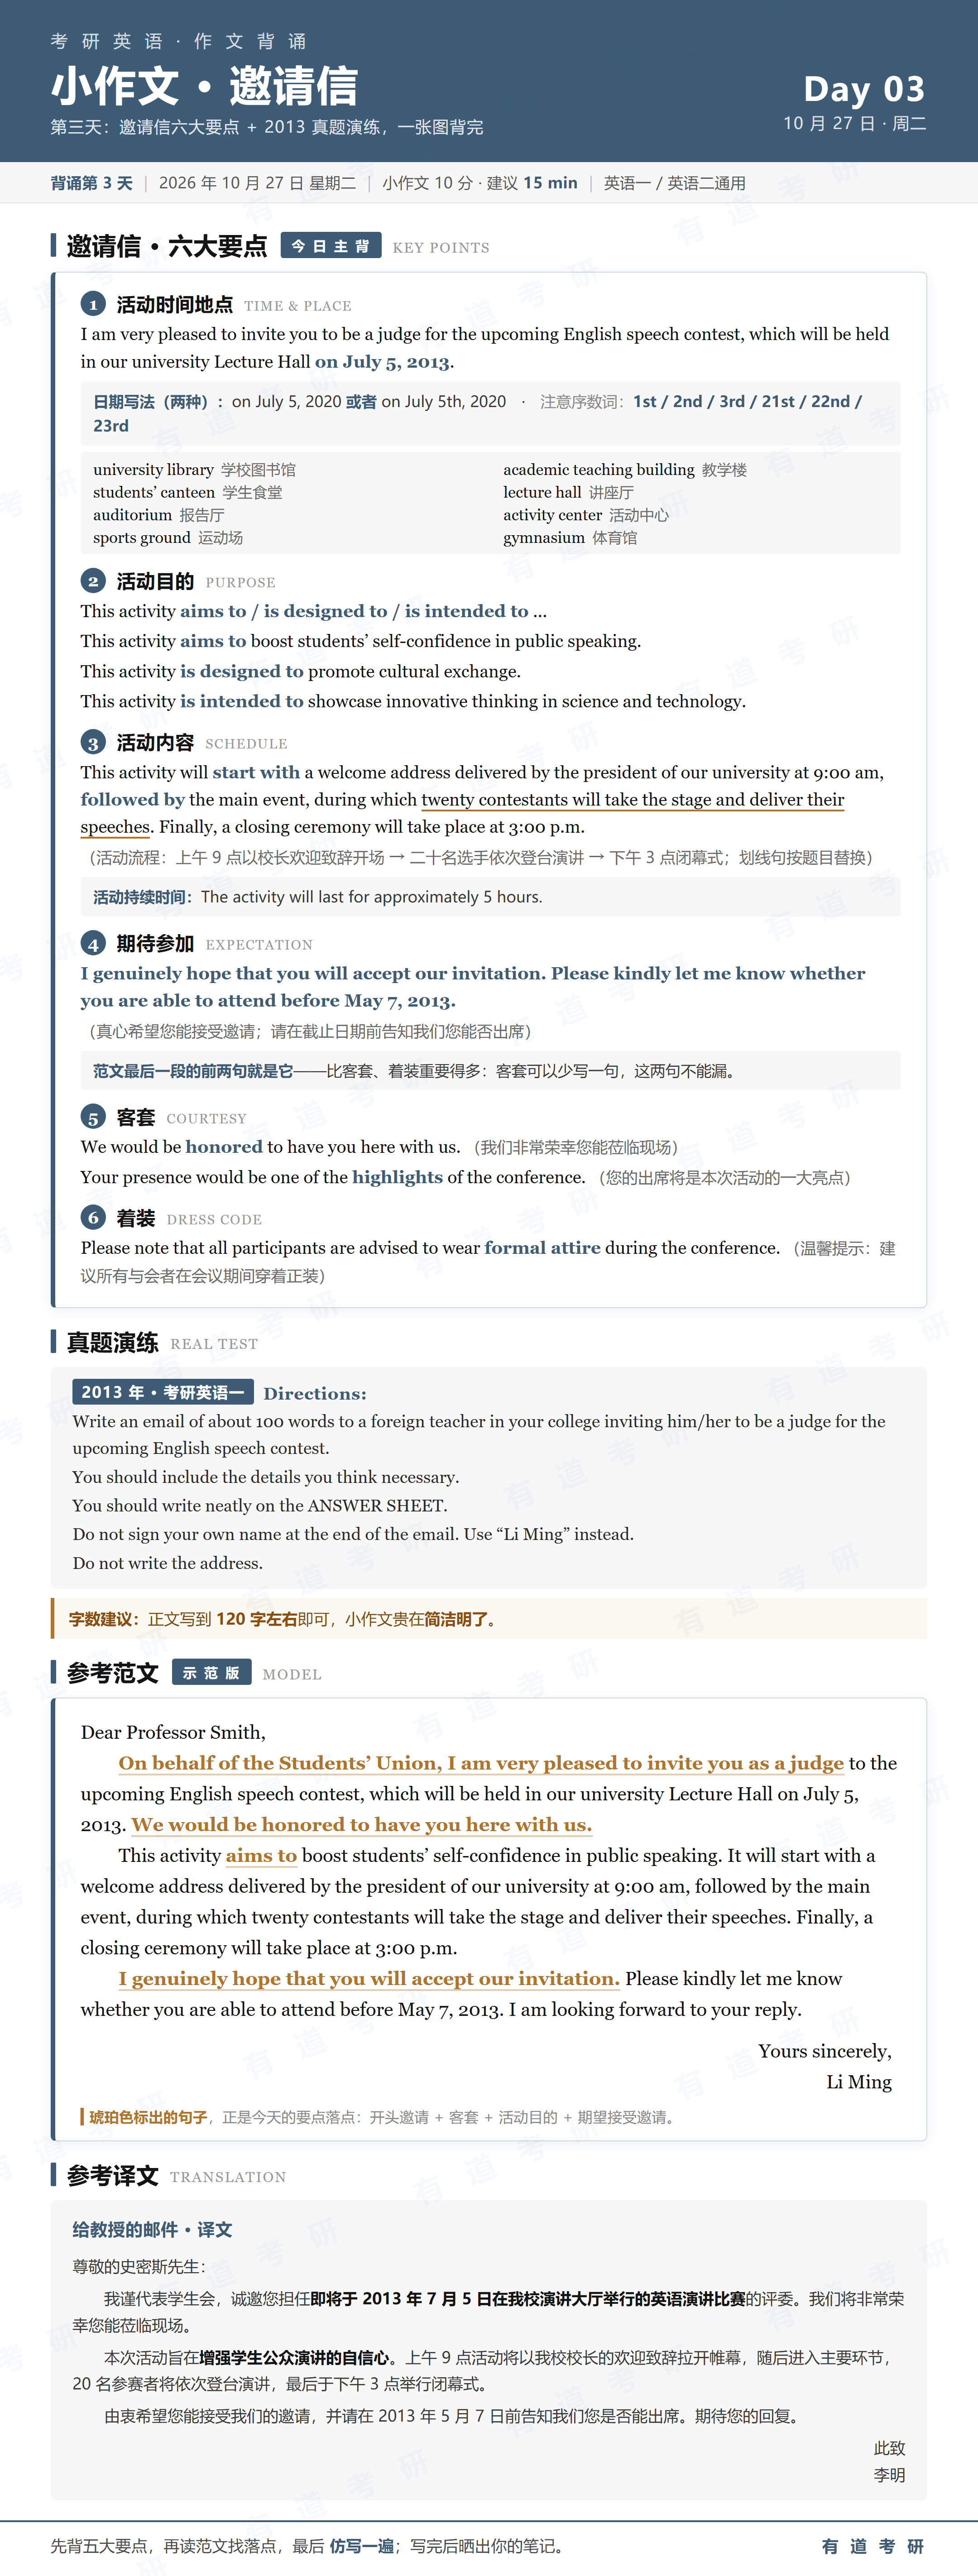 考研英语·作文背诵
小作文·邀请信
第三天：邀请信六大要点 + 2013 真题演练，一张图背完
Day 03
10 月 27 日 · 周二
背诵第 3 天 | 2026 年 10 月 27 日 星期二 | 小作文 10 分 · 建议 15 min | 英语一 / 英语二通用
邀请信·六大要点 今日主背 KEY POINTS
1 活动时间地点 TIME & PLACE
I am very pleased to invite you to be a judge for the upcoming English speech contest, which will be held
in our university Lecture Hall on July 5, 2013.
日期写法（两种）：on July 5, 2020 或者 on July 5th, 2020 · 注意序数词：1st / 2nd / 3rd / 21st / 22nd /
23rd
university library 学校图书馆
academic teaching building 教学楼
students’ canteen 学生食堂
lecture hall 讲座厅
auditorium 报告厅
activity center 活动中心
sports ground 运动场
gymnasium 体育馆
2 活动目的 PURPOSE
This activity aims to / is designed to / is intended to ...
This activity aims to boost students’ self-confidence in public speaking.
This activity is designed to promote cultural exchange.
This activity is intended to showcase innovative thinking in science and technology.
3 活动内容 SCHEDULE
This activity will start with a welcome address delivered by the president of our university at 9:00 am,
followed by the main event, during which twenty contestants will take the stage and deliver their
speeches. Finally, a closing ceremony will take place at 3:00 p.m.
（活动流程：上午 9 点以校长欢迎致辞开场 → 二十名选手依次登台演讲 → 下午 3 点闭幕式；划线句按题目替换）
活动持续时间：The activity will last for approximately 5 hours.
4 期待参加 EXPECTATION
I genuinely hope that you will accept our invitation. Please kindly let me know whether
you are able to attend before May 7, 2013.
（真心希望您能接受邀请；请在截止日期前告知我们您能否出席）
范文最后一段的前两句就是它——比客套、着装重要得多：客套可以少写一句，这两句不能漏。
5 客套 COURTESY
We would be honored to have you here with us. （我们非常荣幸您能莅临现场）
Your presence would be one of the highlights of the conference. （您的出席将是本次活动的一大亮点）
6 着装 DRESS CODE
Please note that all participants are advised to wear formal attire during the conference. （温馨提示：建
议所有与会者在会议期间穿着正装）
真题演练 REAL TEST
2013 年·考研英语一 Directions:
Write an email of about 100 words to a foreign teacher in your college inviting him/her to be a judge for the
upcoming English speech contest.
You should include the details you think necessary.
You should write neatly on the ANSWER SHEET.
Do not sign your own name at the end of the email. Use “Li Ming” instead.
Do not write the address.
字数建议：正文写到 120 字左右即可，小作文贵在简洁明了。
参考范文 示范版 MODEL
Dear Professor Smith,
On behalf of the Students’ Union, I am very pleased to invite you as a judge to the
upcoming English speech contest, which will be held in our university Lecture Hall on July 5,
2013. We would be honored to have you here with us.
This activity aims to boost students’ self-confidence in public speaking. It will start with a
welcome address delivered by the president of our university at 9:00 am, followed by the main
event, during which twenty contestants will take the stage and deliver their speeches. Finally, a
closing ceremony will take place at 3:00 p.m.
I genuinely hope that you will accept our invitation. Please kindly let me know
whether you are able to attend before May 7, 2013. I am looking forward to your reply.
Yours sincerely,
Li Ming
琥珀色标出的句子，正是今天的要点落点：开头邀请 + 客套 + 活动目的 + 期望接受邀请。
参考译文 TRANSLATION
给教授的邮件·译文
尊敬的史密斯先生：
我谨代表学生会，诚邀您担任即将于 2013 年 7 月 5 日在我校演讲大厅举行的英语演讲比赛的评委。我们将非常荣
幸您能莅临现场。
本次活动旨在增强学生公众演讲的自信心。上午 9 点活动将以我校校长的欢迎致辞拉开帷幕，随后进入主要环节，
20 名参赛者将依次登台演讲，最后于下午 3 点举行闭幕式。
由衷希望您能接受我们的邀请，并请在 2013 年 5 月 7 日前告知我们您是否能出席。期待您的回复。
此致
李明
先背五大要点，再读范文找落点，最后 仿写一遍；写完后晒出你的笔记。
有道考研